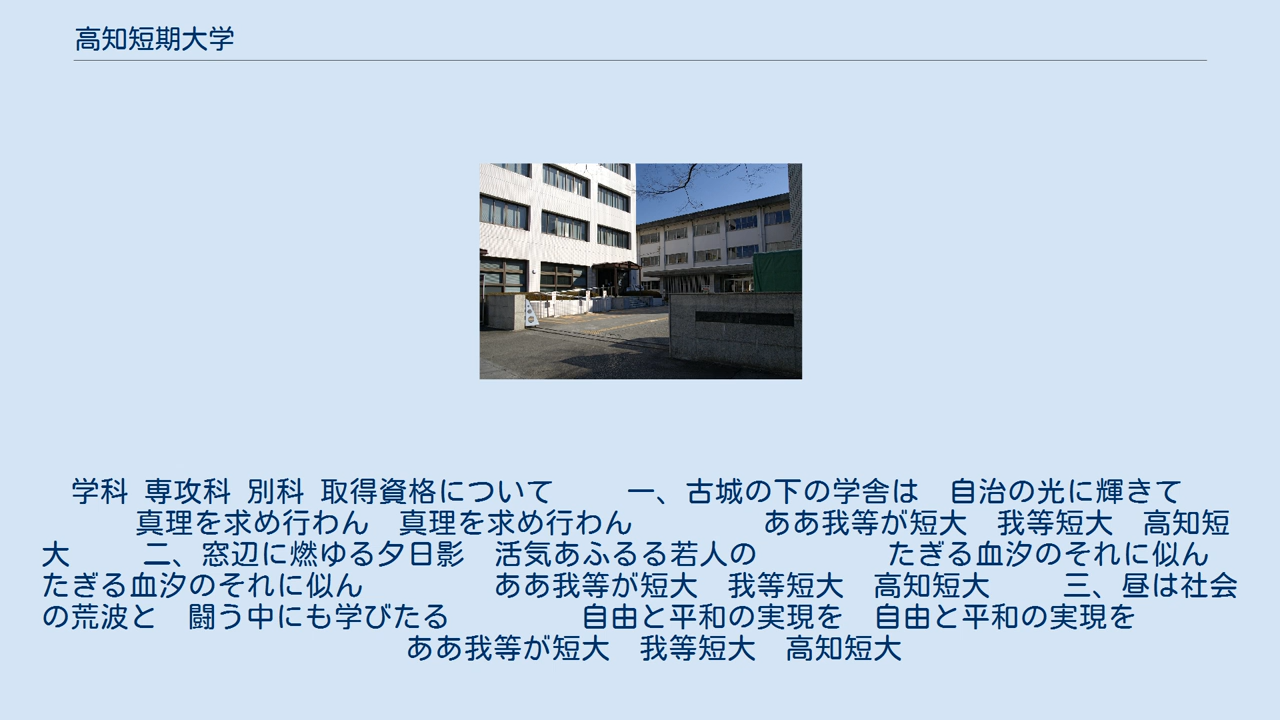 高知短期大学
学科 専攻科 別科 取得資格について　　一、古城の下の学舎は　自治の光に輝きて
真理を求め行わん　真理を求め行わん　　　　ああ我等が短大　我等短大　高知短
大　　二、窓辺に燃ゆる夕日影　活気あふるる若人の　　　　たぎる血汐のそれに似ん
たぎる血汐のそれに似ん　　　　ああ我等が短大　我等短大　高知短大　　三、昼は社会
の荒波と　闘う中にも学びたる　　　　自由と平和の実現を　自由と平和の実現を
ああ我等が短大　我等短大　高知短大